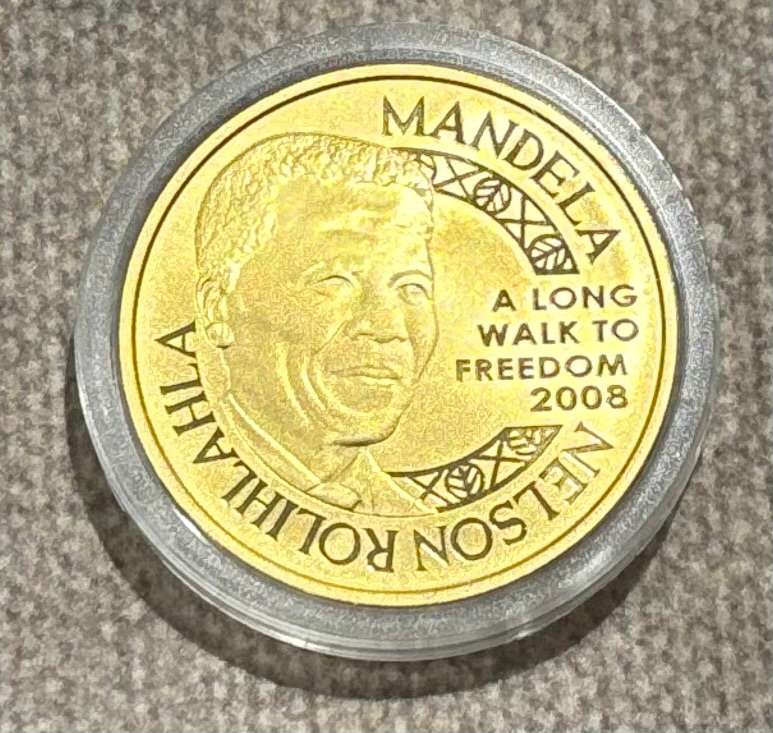 MANDELA
A LONG
WALK TO
FREEDOM
2008
NELSON ROLIHLAHLA